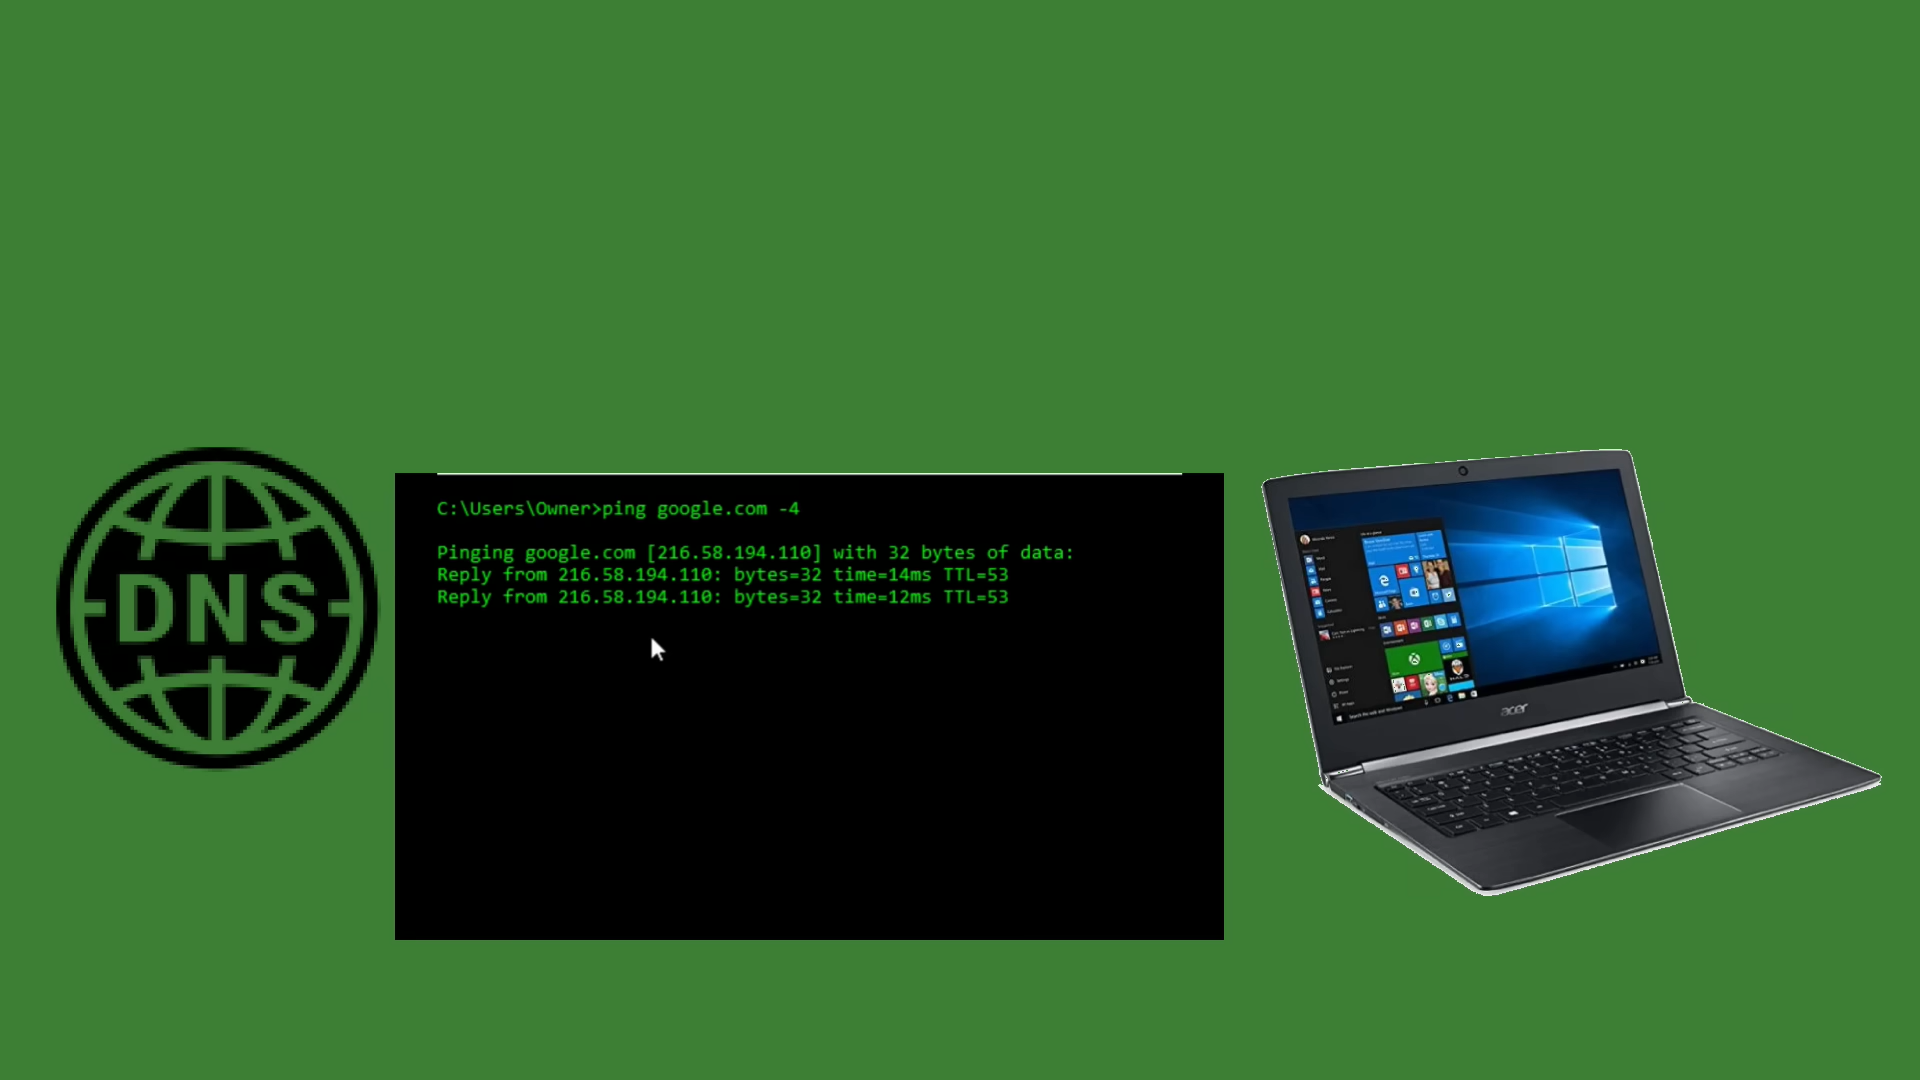 DNS
C:\Users\Owner>ping google.com -4
Pinging google.com [216.58.194.110] with 32 bytes of data:
Reply from 216.58.194.110: bytes=32 time=14ms TTL=53
Reply from 216.58.194.110: bytes=32 time=12ms TTL=53
acer